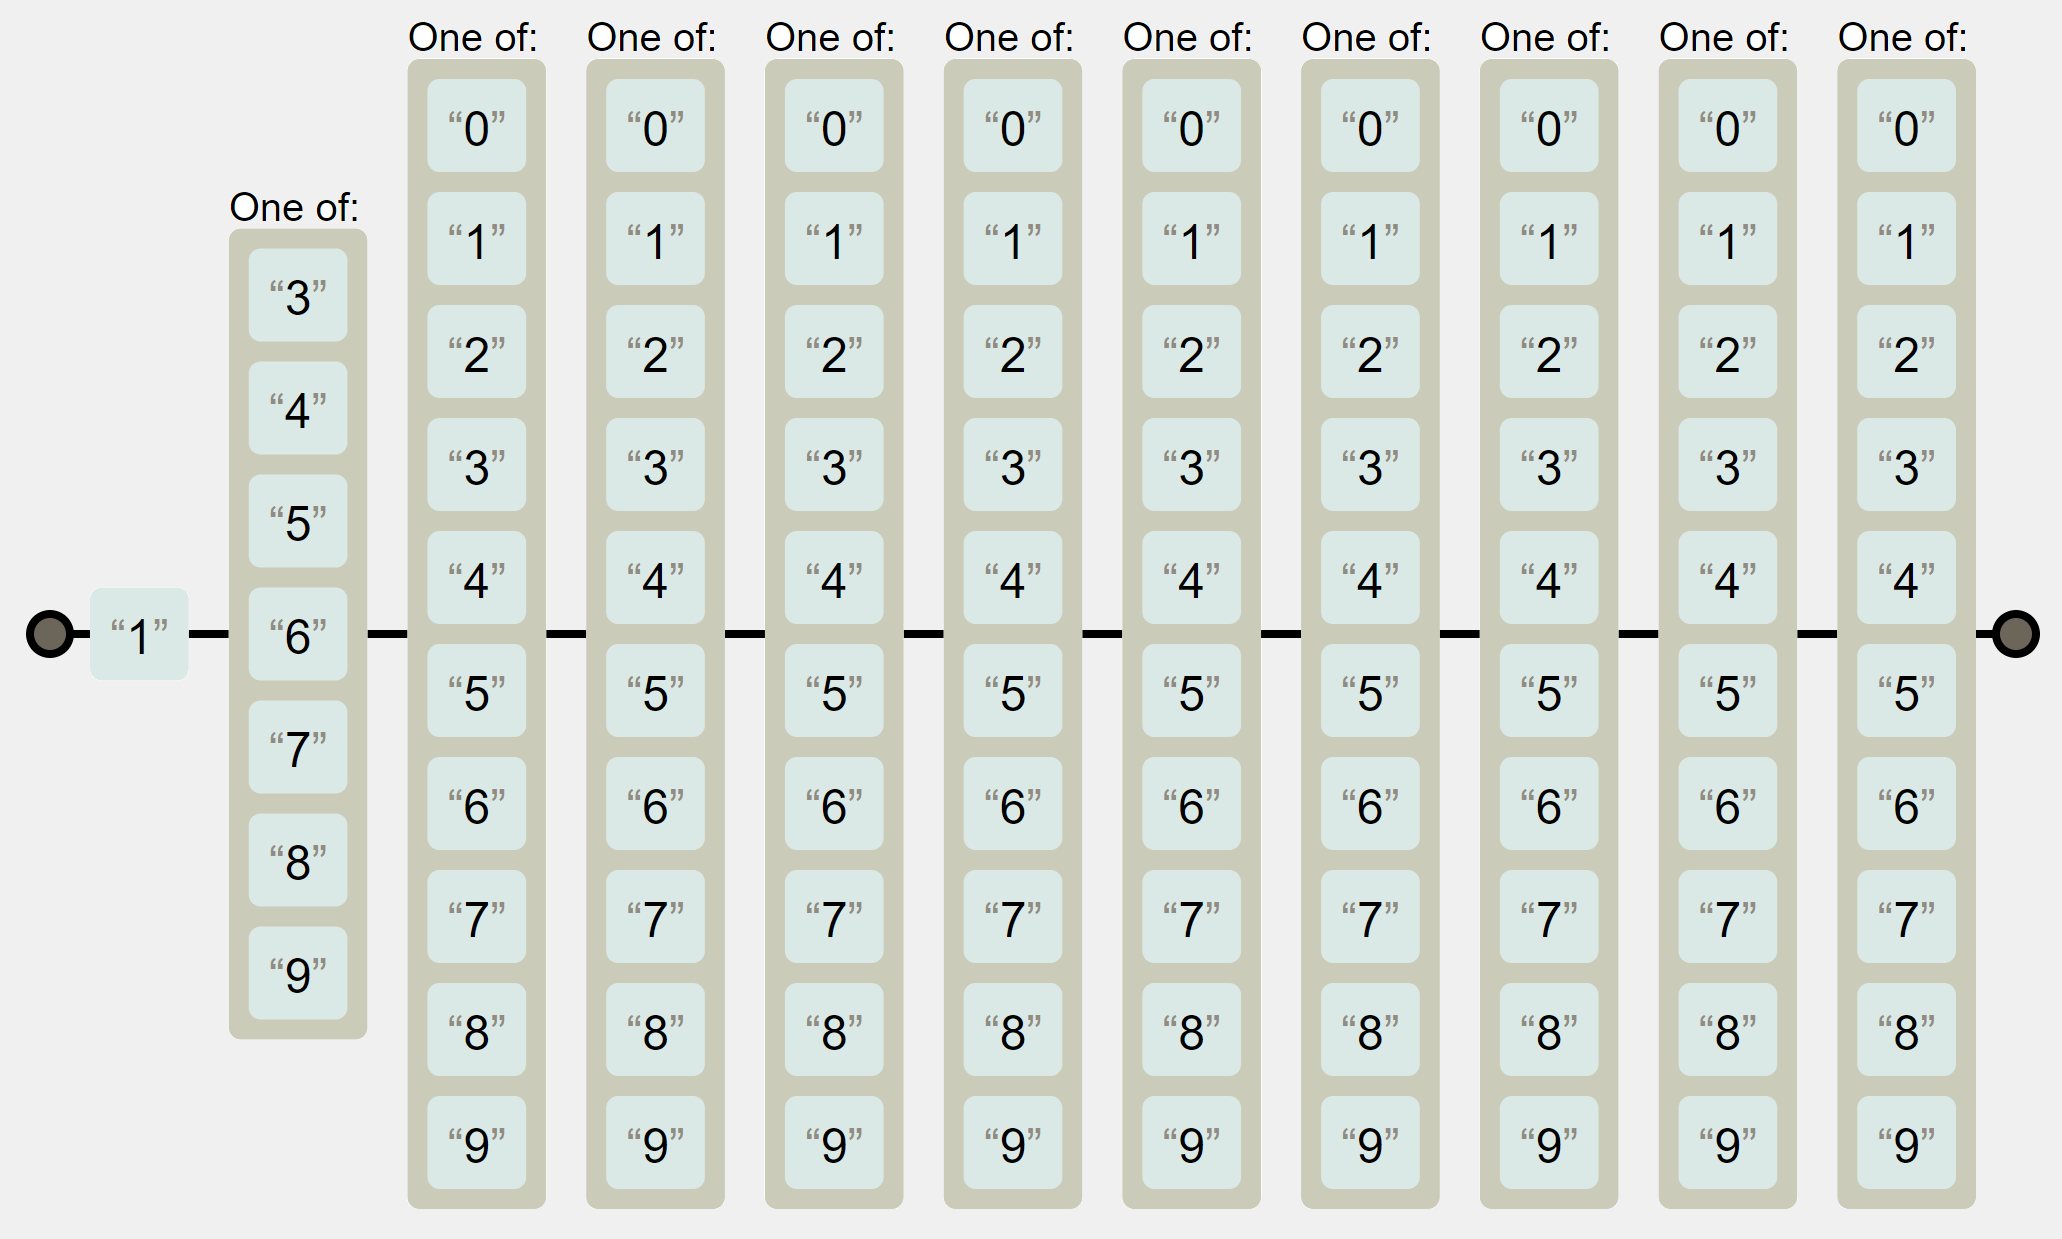 One of: One of: One of: One of: One of: One of: One of: One of: One of:
“0” “0” “0” “0” “0” “0” “0” “0” “0”
One of: “1” “1” “1” “1” “1” “1” “1” “1” “1”
“3” “2” “2” “2” “2” “2” “2” “2” “2” “2”
“4” “3” “3” “3” “3” “3” “3” “3” “3” “3”
“5” “4” “4” “4” “4” “4” “4” “4” “4” “4”
“1” “6” “5” “5” “5” “5” “5” “5” “5” “5” “5”
“7” “6” “6” “6” “6” “6” “6” “6” “6” “6”
“8” “7” “7” “7” “7” “7” “7” “7” “7” “7”
“9” “8” “8” “8” “8” “8” “8” “8” “8” “8”
“9” “9” “9” “9” “9” “9” “9” “9” “9”